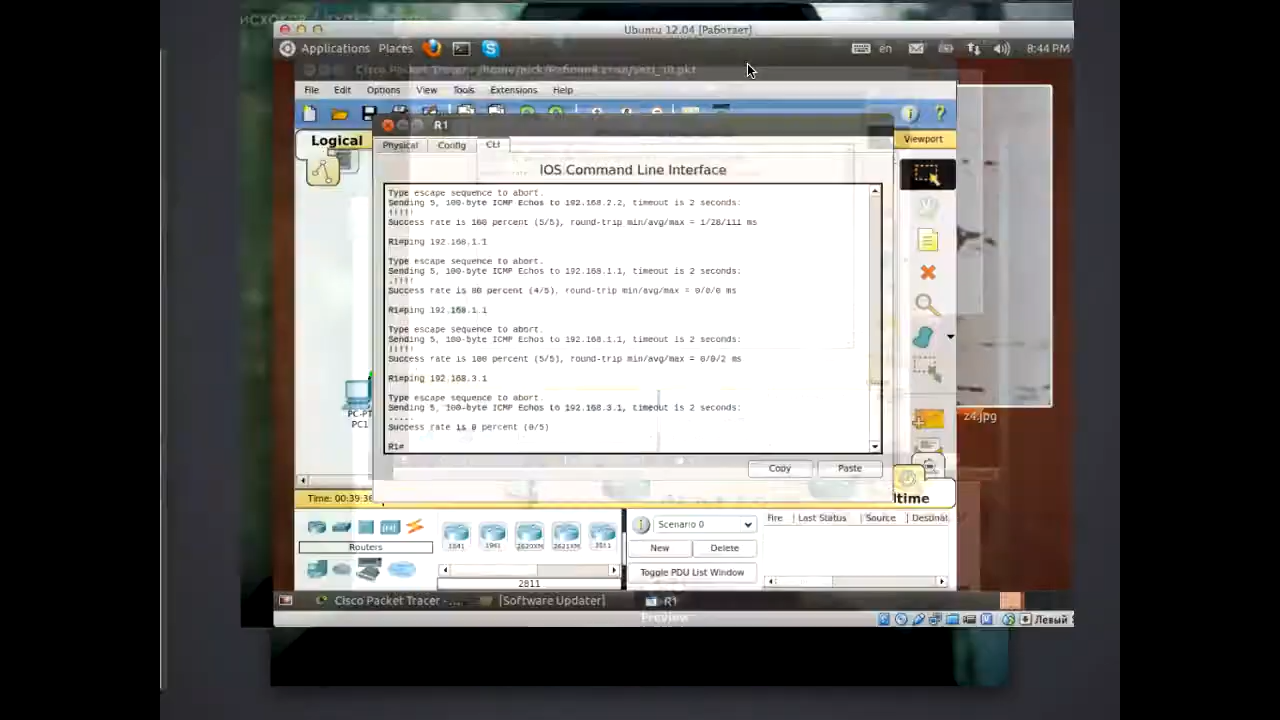 Ubuntu 12.04 [Работает]
Applications Places en 8:44 PM
Cisco Packet Tracer - /home/nick/Рабочий стол/seti_10.pkt
File Edit Options View Tools Extensions Help
R1
Logical
Viewport
Physical Config CLI
IOS Command Line Interface
Type escape sequence to abort.
Sending 5, 100-byte ICMP Echos to 192.168.2.2, timeout is 2 seconds:
!!!!!
Success rate is 100 percent (5/5), round-trip min/avg/max = 1/28/111 ms
R1#ping 192.168.1.1
Type escape sequence to abort.
Sending 5, 100-byte ICMP Echos to 192.168.1.1, timeout is 2 seconds:
.!!!!
Success rate is 80 percent (4/5), round-trip min/avg/max = 0/0/0 ms
R1#ping 192.168.1.1
Type escape sequence to abort.
Sending 5, 100-byte ICMP Echos to 192.168.1.1, timeout is 2 seconds:
!!!!!
Success rate is 100 percent (5/5), round-trip min/avg/max = 0/0/2 ms
R1#ping 192.168.3.1
Type escape sequence to abort.
Sending 5, 100-byte ICMP Echos to 192.168.3.1, timeout is 2 seconds:
.....
Success rate is 0 percent (0/5)
R1#
PC-PT
PC1
z4.jpg
Copy Paste
Time: 00:39:36
ltime
Routers
1841 1941 2620XM 2621XM 2811
2811
Scenario 0
New Delete
Toggle PDU List Window
Fire Last Status Source Destinat
Cisco Packet Tracer - ... [Software Updater] R1
Preview
Левый